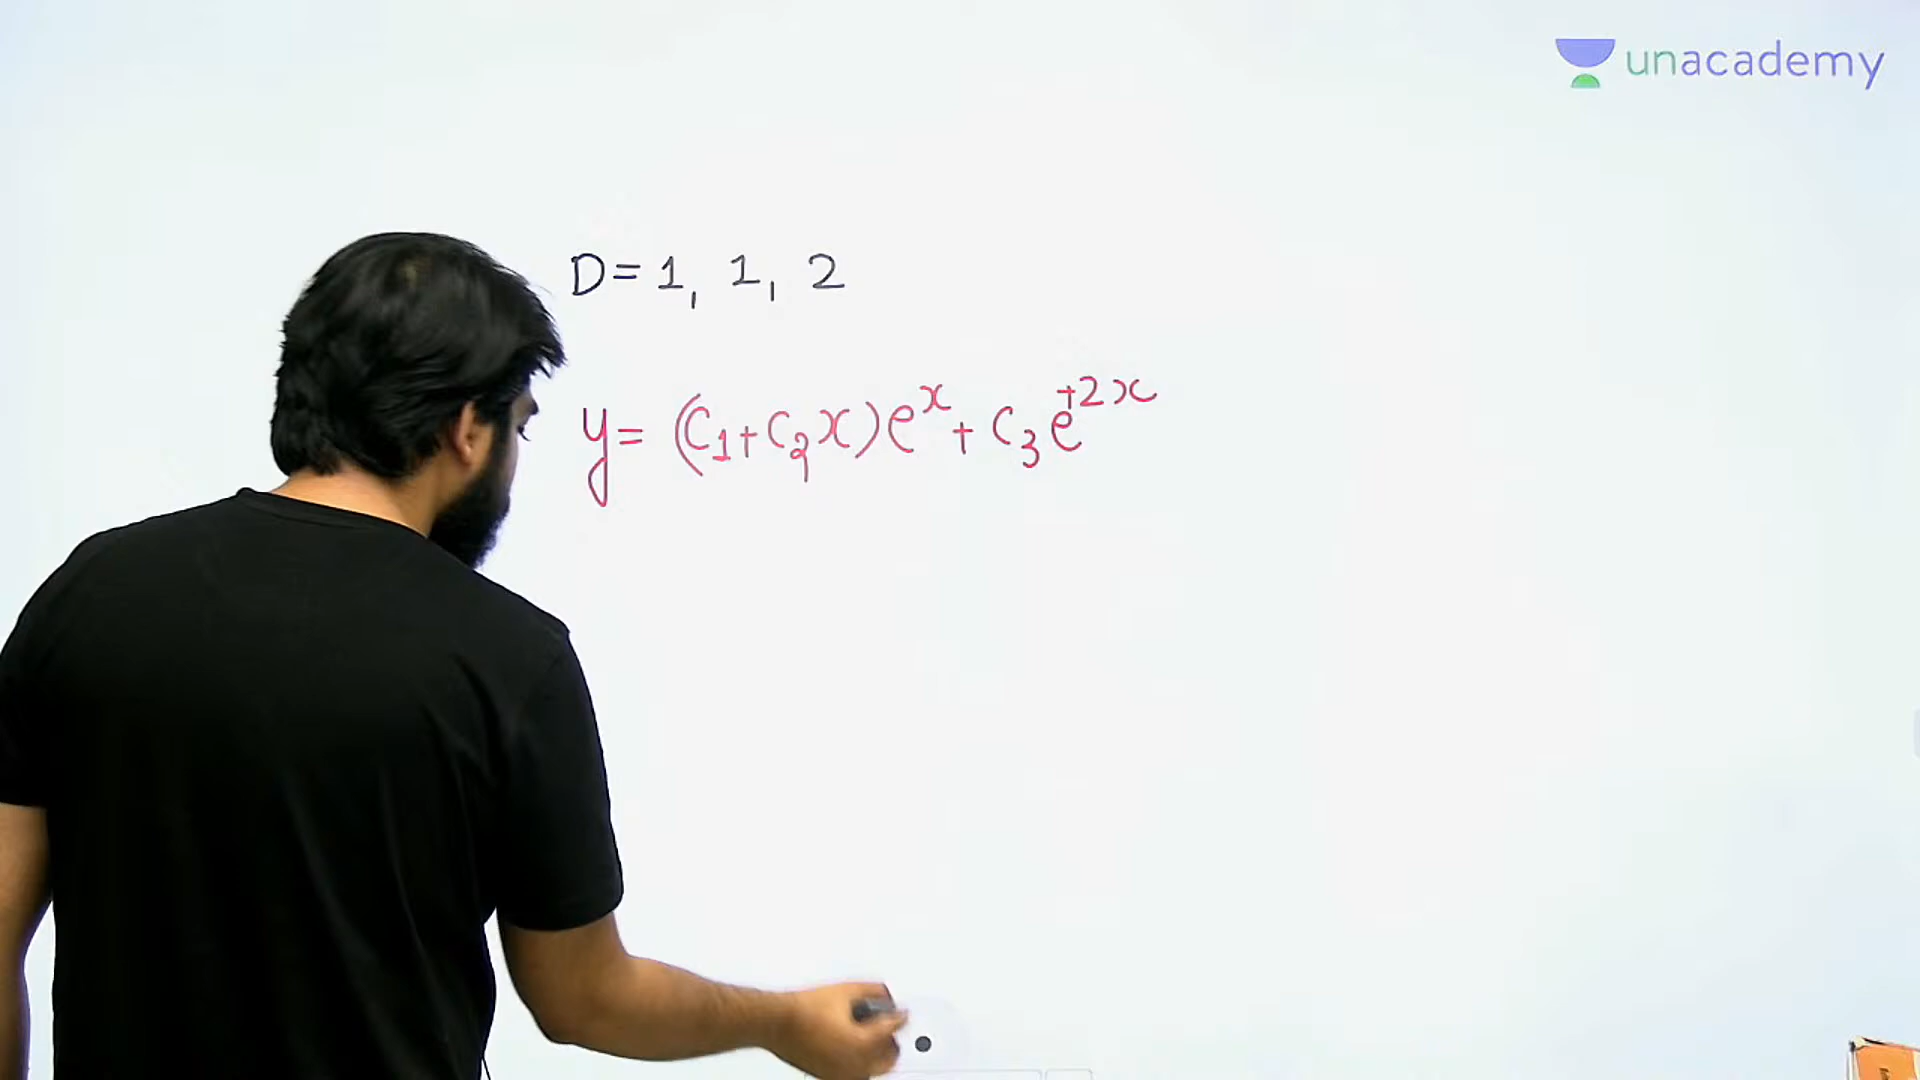 unacademy
D = 1, 1, 2
y = (C₁+C₂x)eˣ + C₃e⁺²ˣ